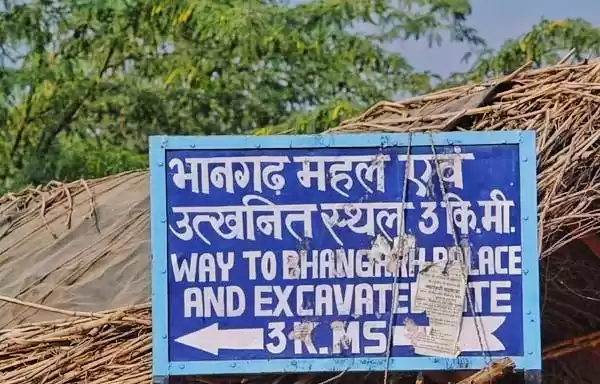 भानगढ़ महल एवं
उत्खनित स्थल 3 कि.मी.
WAY TO BHANGARH PALACE
AND EXCAVATED SITE
3 K.MS